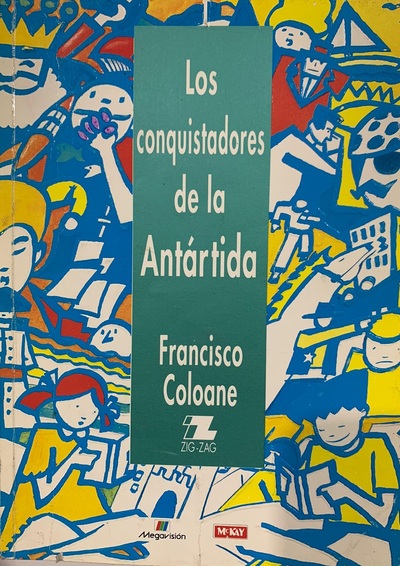 Los
conquistadores
de la
Antártida
Francisco
Coloane
ZIG-ZAG
Megavisión
McKAY